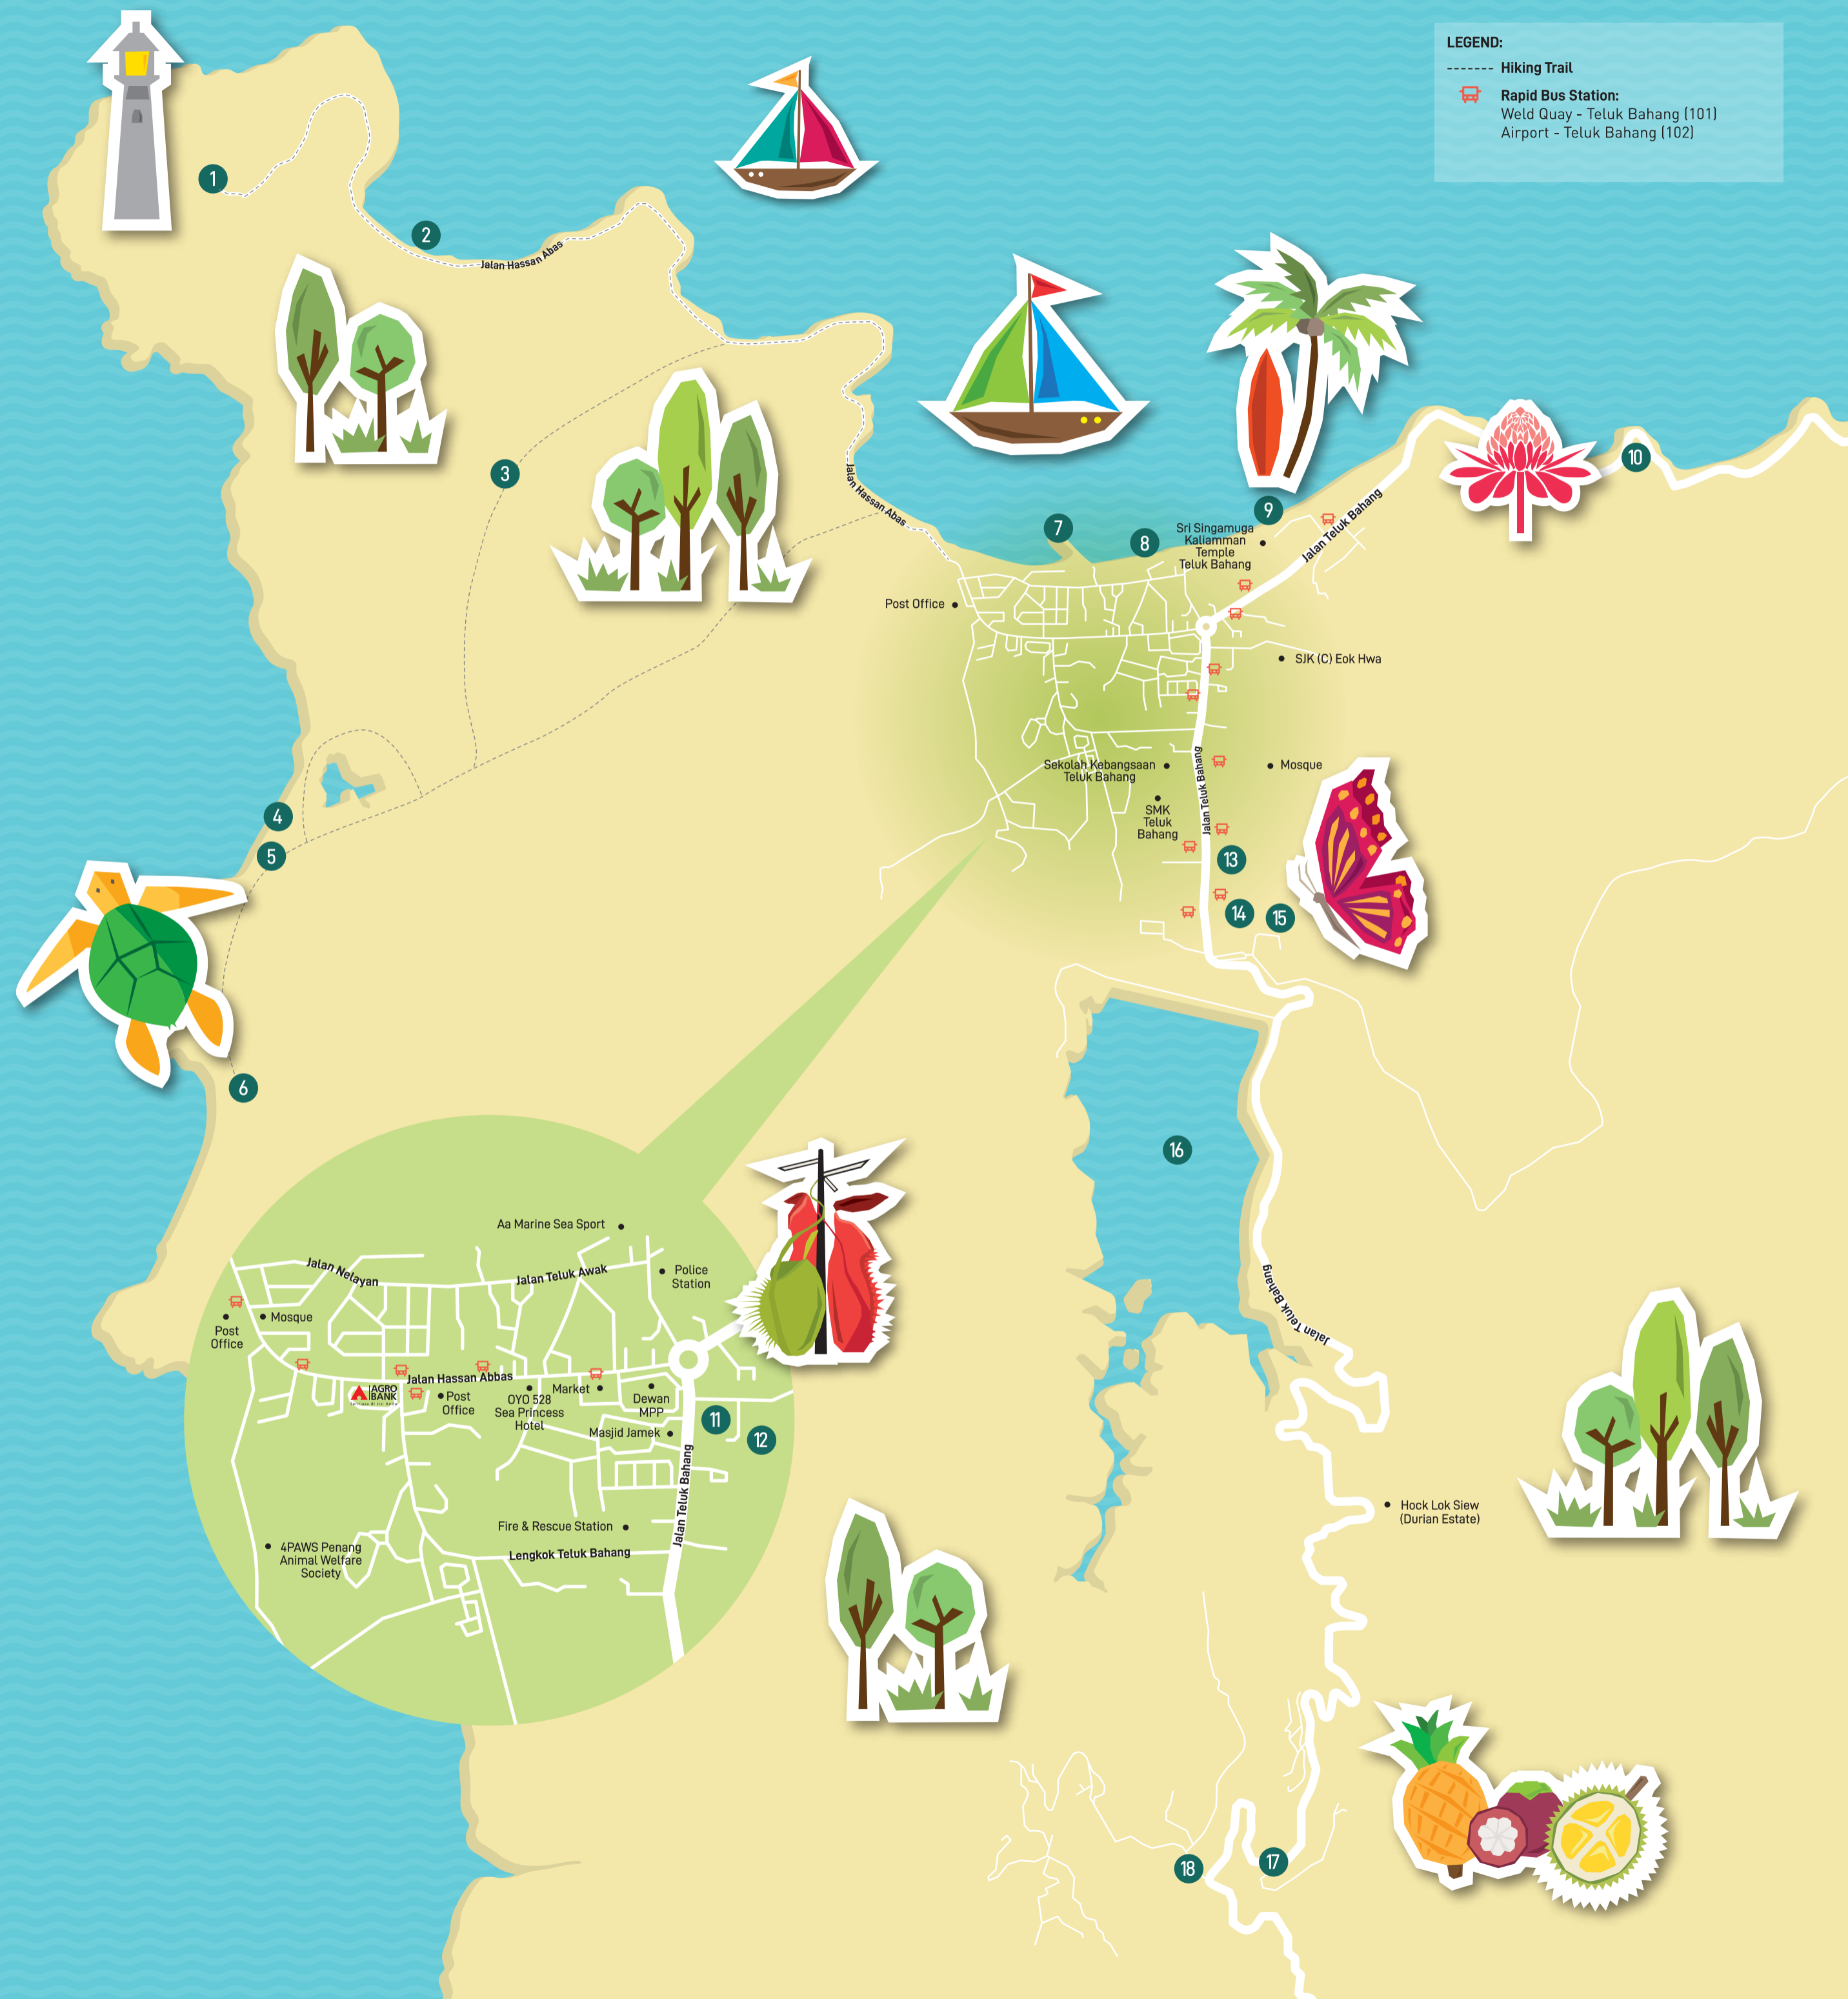 LEGEND:
Hiking Trail
Rapid Bus Station:
Weld Quay - Teluk Bahang (101)
Airport - Teluk Bahang (102)
1
2
Jalan Hassan Abas
3
Jalan Hassan Abas
10
9
7
8
Sri Singamuga
Kaliamman
Temple
Teluk Bahang
Jalan Teluk Bahang
Post Office
SJK (C) Eok Hwa
Sekolah Kebangsaan
Teluk Bahang
Mosque
Jalan Teluk Bahang
SMK
Teluk
Bahang
4
5
13
14
15
6
16
Aa Marine Sea Sport
Jalan Nelayan
Jalan Teluk Awak
Police
Station
Mosque
Post
Office
Jalan Hassan Abbas
AGRO
BANK
Post
Office
OYO 528
Sea Princess
Hotel
Market
Dewan
MPP
Masjid Jamek
11
12
Jalan Teluk Bahang
Fire & Rescue Station
Lengkok Teluk Bahang
4PAWS Penang
Animal Welfare
Society
Jalan Teluk Bahang
Hock Lok Siew
(Durian Estate)
17
18